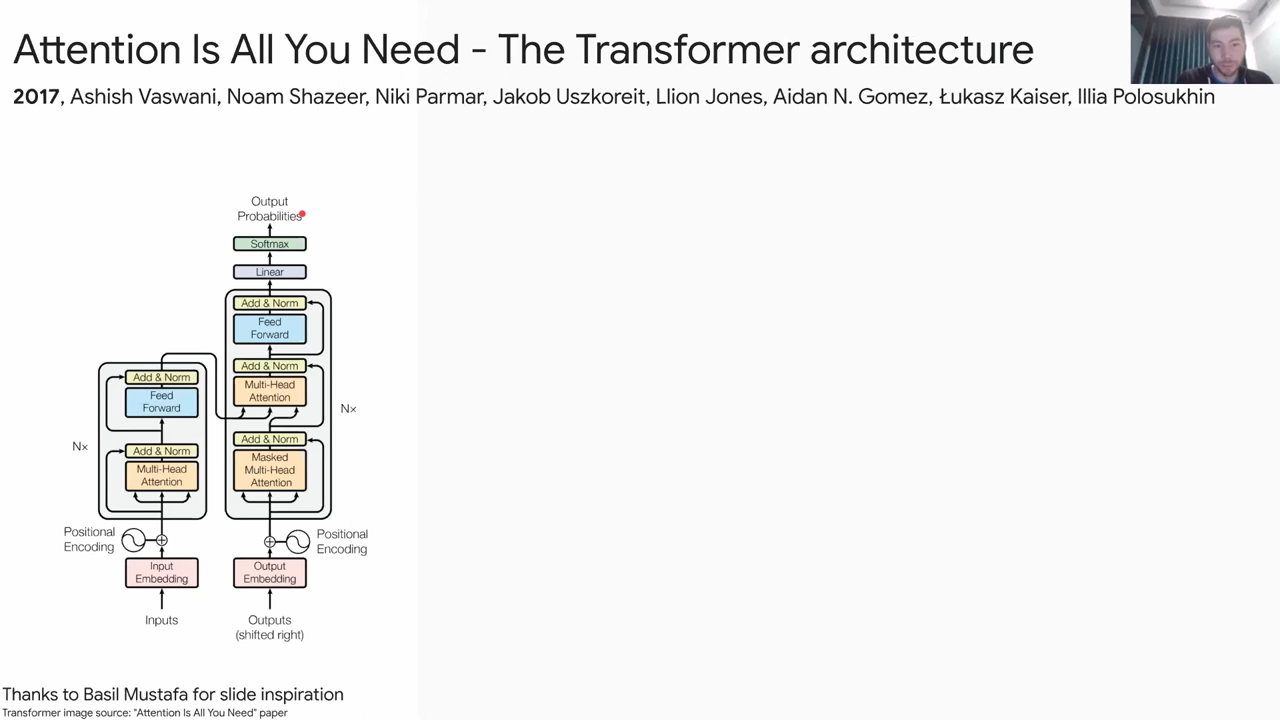 Attention Is All You Need - The Transformer architecture
2017, Ashish Vaswani, Noam Shazeer, Niki Parmar, Jakob Uszkoreit, Llion Jones, Aidan N. Gomez, Łukasz Kaiser, Illia Polosukhin
Output
Probabilities
Softmax
Linear
Add & Norm
Feed
Forward
Add & Norm
Multi-Head
Attention
Add & Norm
Masked
Multi-Head
Attention
Nx
Add & Norm
Feed
Forward
Add & Norm
Multi-Head
Attention
Nx
Positional
Encoding
Positional
Encoding
Input
Embedding
Output
Embedding
Inputs
Outputs
(shifted right)
Thanks to Basil Mustafa for slide inspiration
Transformer image source: "Attention Is All You Need" paper